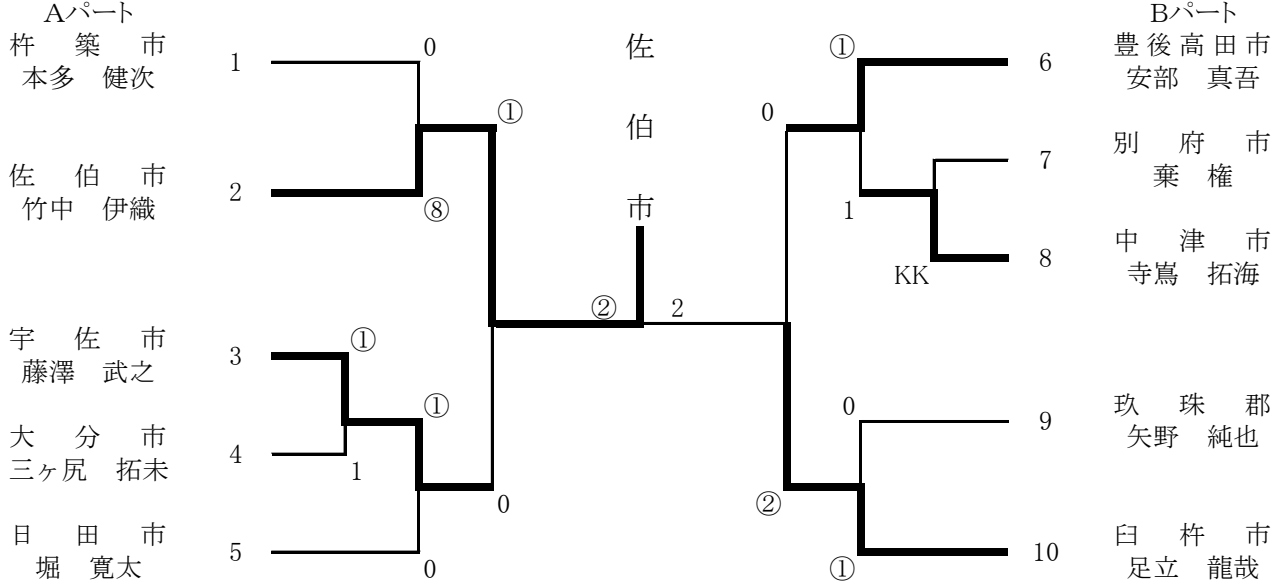 Aパート
杵築市
本多 健次
1
0
佐伯市
竹中 伊織
2
⑧
①
宇佐市
藤澤 武之
3
①
①
大分市
三ヶ尻 拓未
4
1
0
日田市
堀 寛太
5
0
佐伯市
②
2
Bパート
①
6
豊後高田市
安部 真吾
0
7
別府市
棄権
1
KK
8
中津市
寺嶌 拓海
0
9
玖珠郡
矢野 純也
②
①
10
臼杵市
足立 龍哉